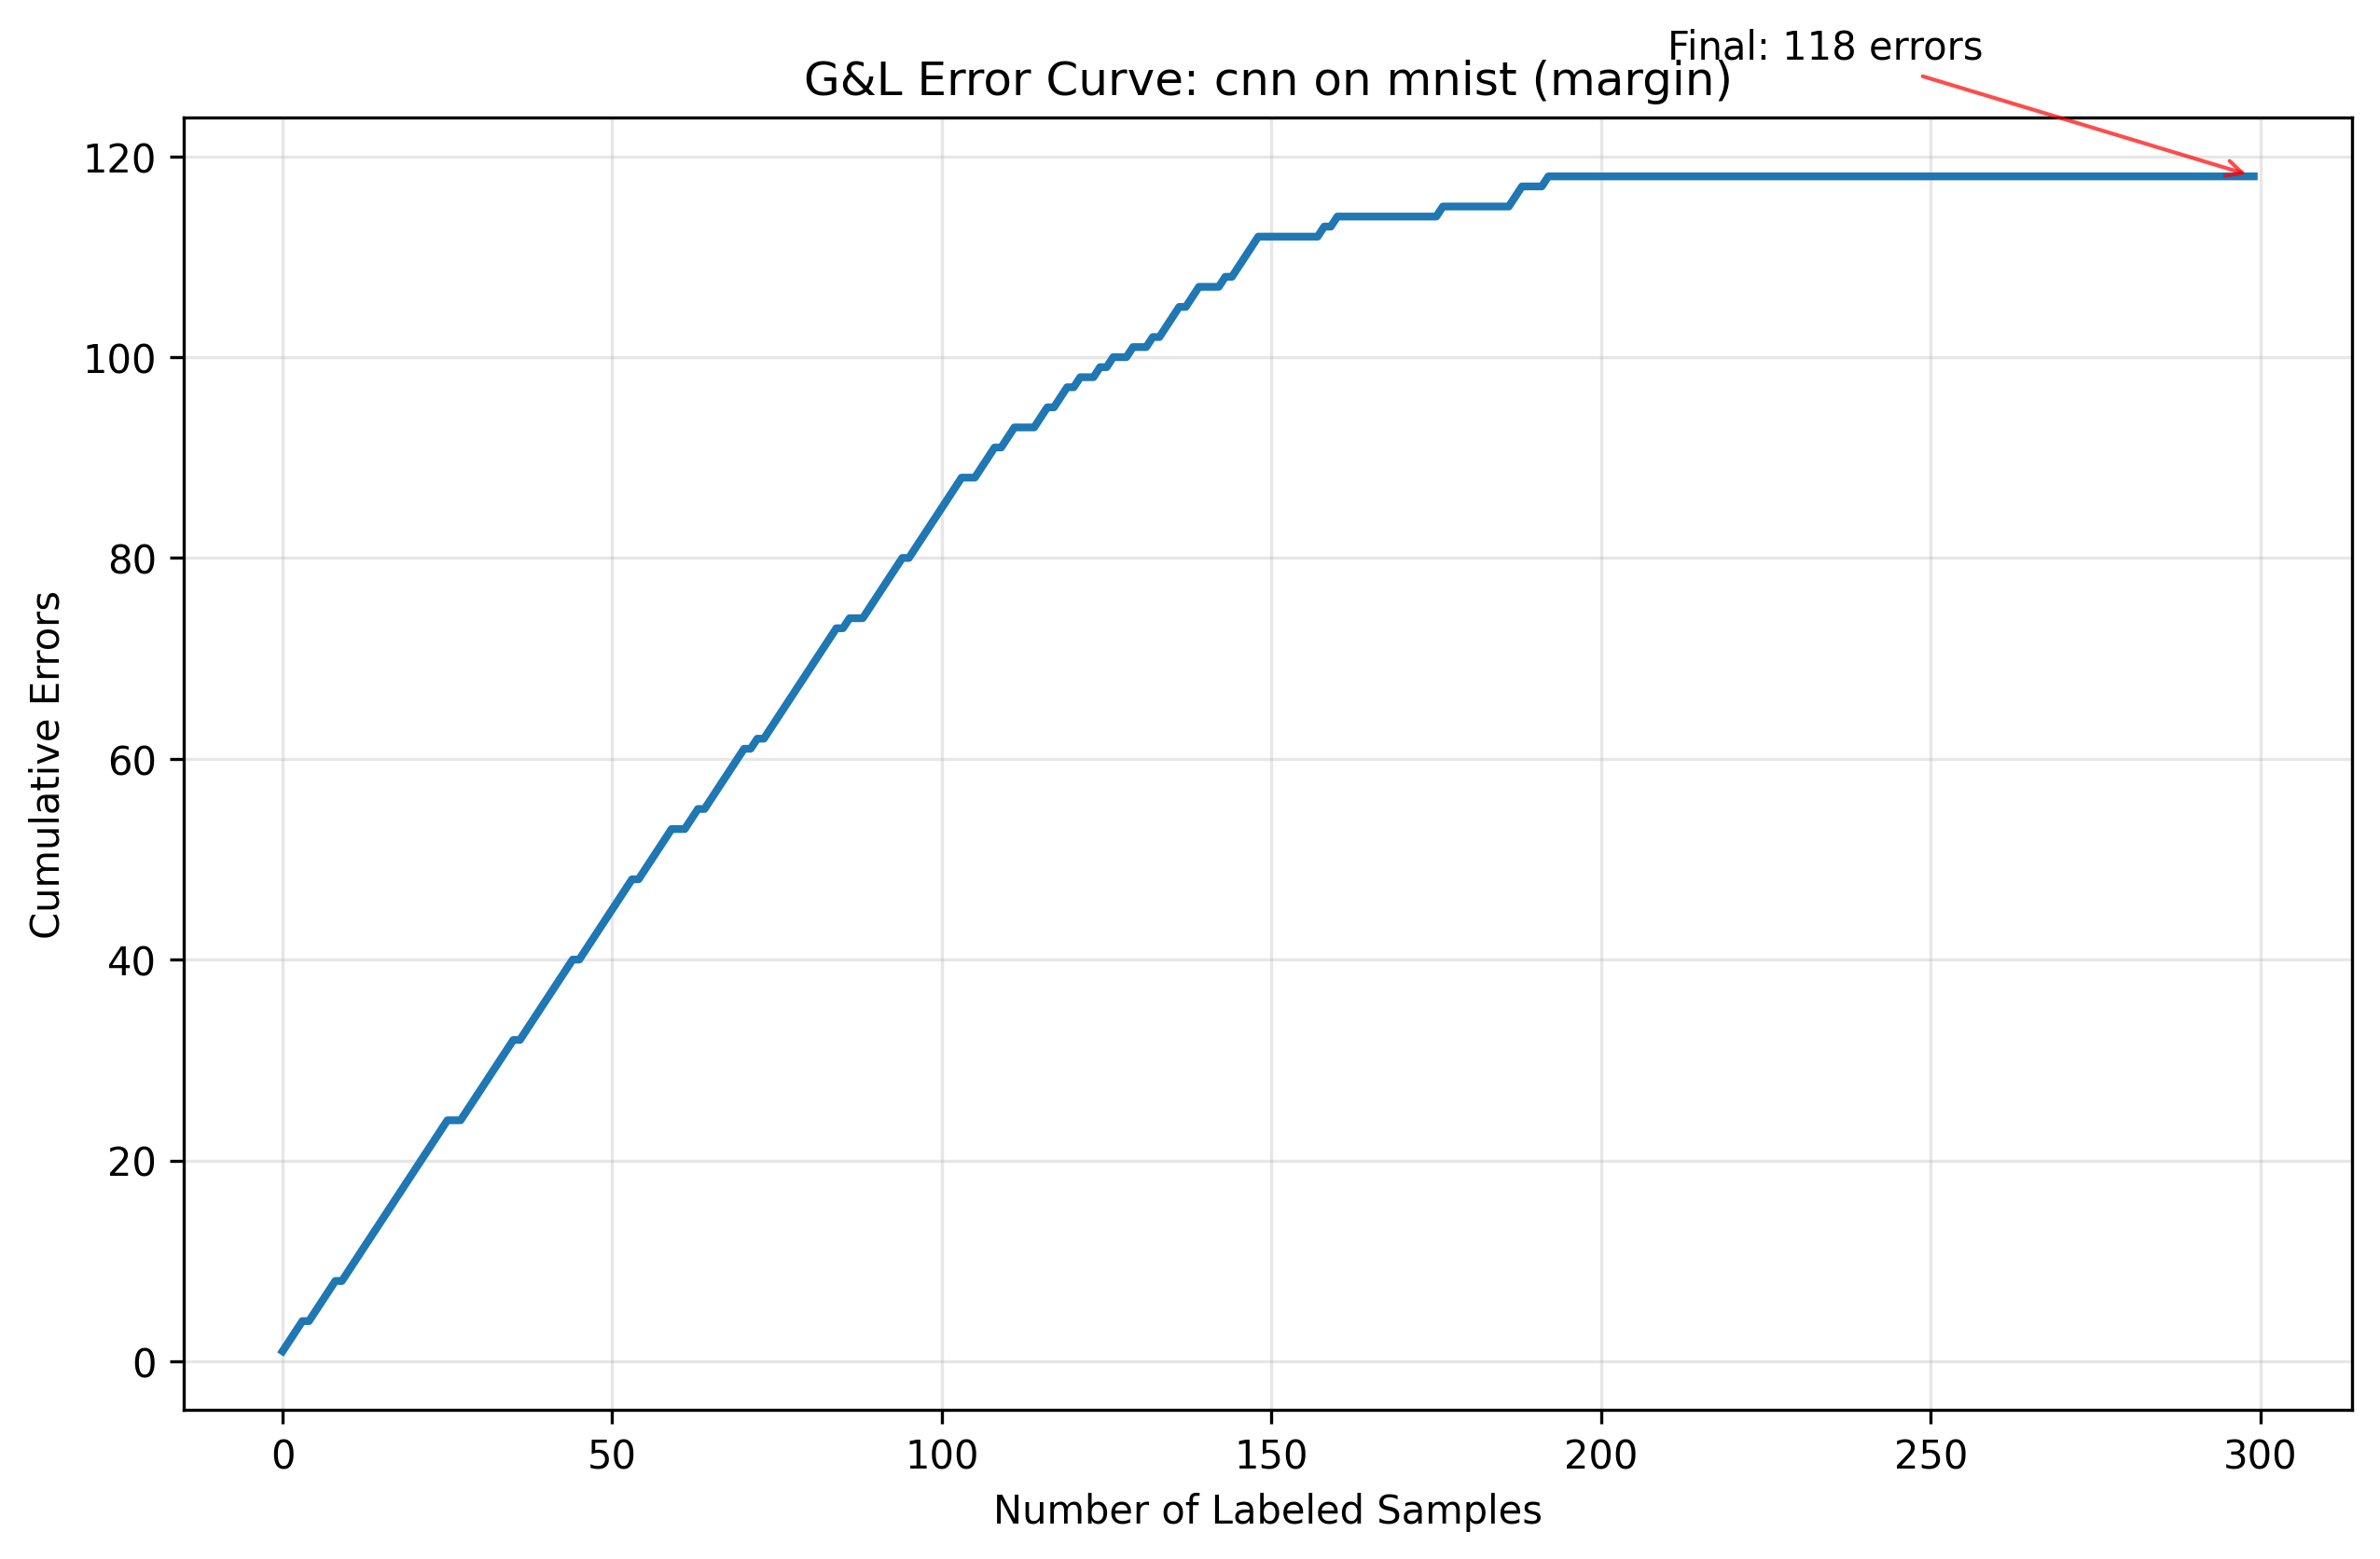 Final: 118 errors
G&L Error Curve: cnn on mnist (margin)
120
100
80
60
40
20
0
Cumulative Errors
0 50 100 150 200 250 300
Number of Labeled Samples